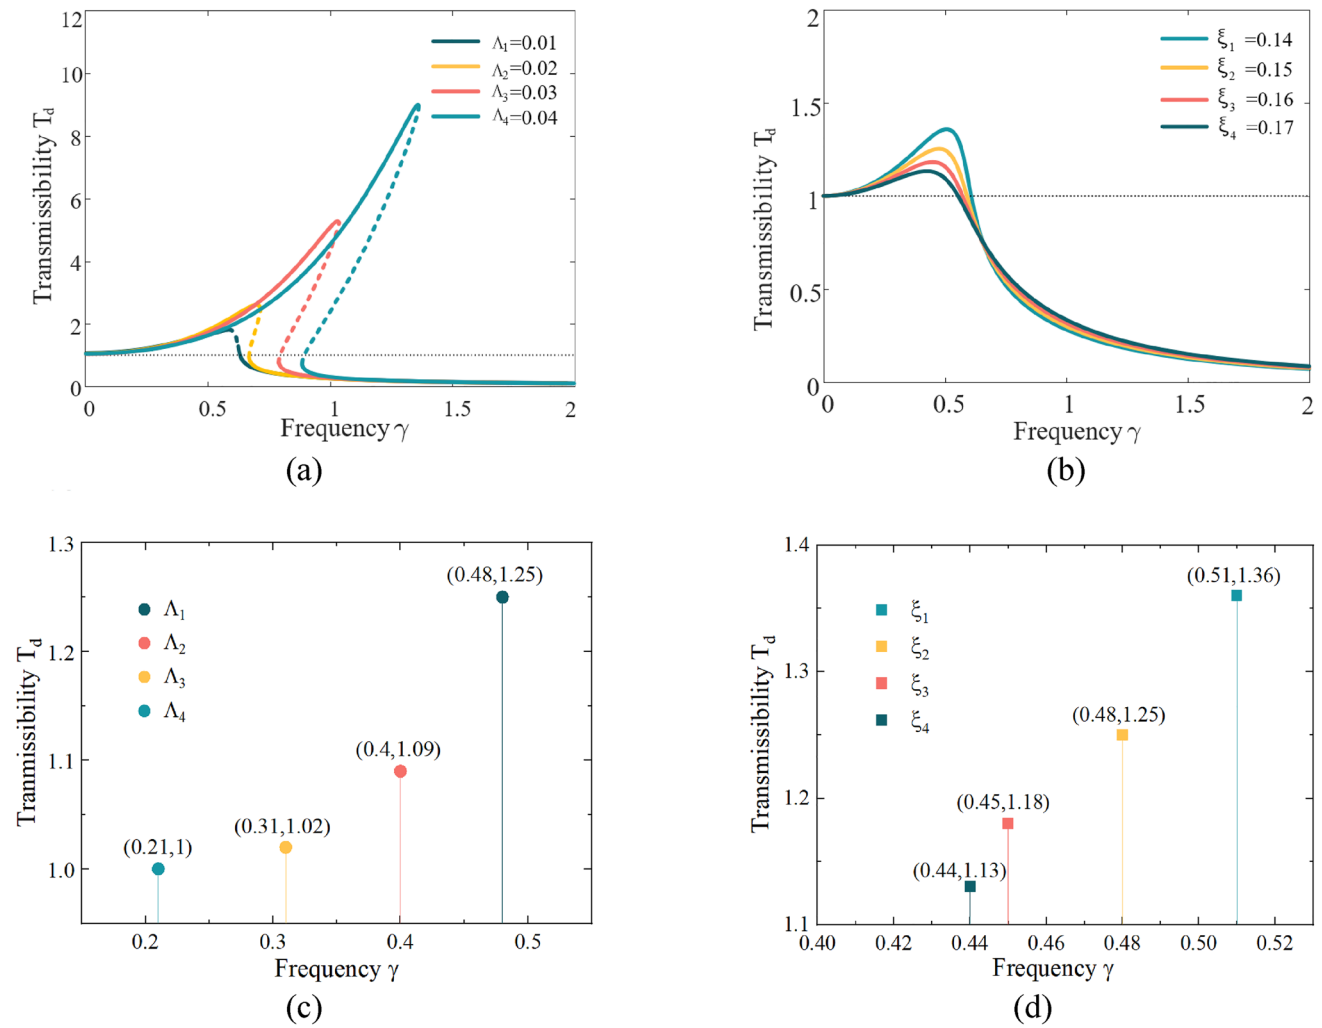 12
10
8
6
4
2
0
Transmissibility T_d
Λ₁=0.01
Λ₂=0.02
Λ₃=0.03
Λ₄=0.04
0 0.5 1 1.5 2
Frequency γ
(a)
2
1.5
1
0.5
0
Transmissibility T_d
ξ₁ =0.14
ξ₂ =0.15
ξ₃ =0.16
ξ₄ =0.17
0 0.5 1 1.5 2
Frequency γ
(b)
1.3
1.2
1.1
1.0
Tranmissibility T_d
(0.48,1.25)
Λ₁
Λ₂
Λ₃
Λ₄
(0.4,1.09)
(0.31,1.02)
(0.21,1)
0.2 0.3 0.4 0.5
Frequency γ
(c)
1.4
1.3
1.2
1.1
Transmissibility T_d
(0.51,1.36)
ξ₁
ξ₂
ξ₃
ξ₄
(0.48,1.25)
(0.45,1.18)
(0.44,1.13)
0.40 0.42 0.44 0.46 0.48 0.50 0.52
Frequency γ
(d)